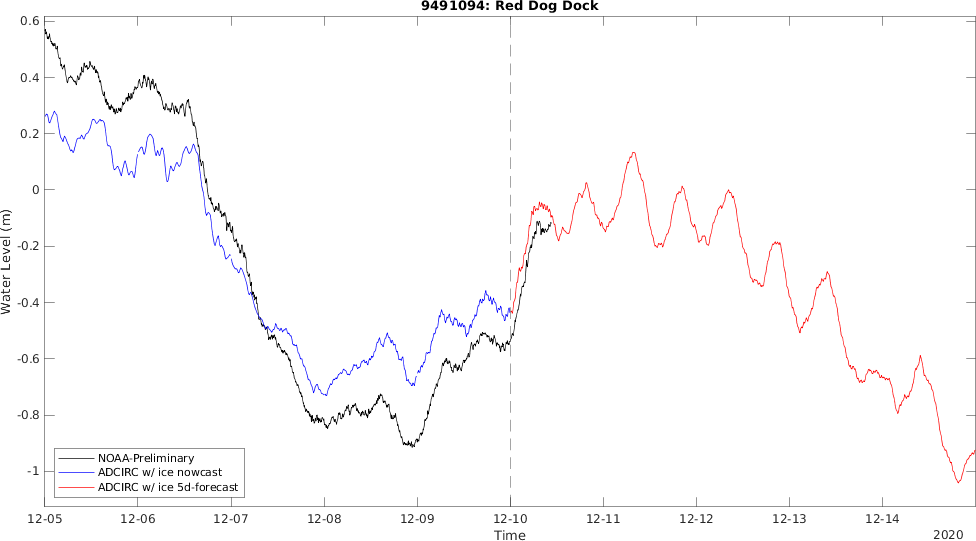 9491094: Red Dog Dock
0.6
0.4
0.2
0
-0.2
-0.4
-0.6
-0.8
-1
Water Level (m)
NOAA-Preliminary
ADCIRC w/ ice nowcast
ADCIRC w/ ice 5d-forecast
12-05 12-06 12-07 12-08 12-09 12-10 12-11 12-12 12-13 12-14
Time
2020